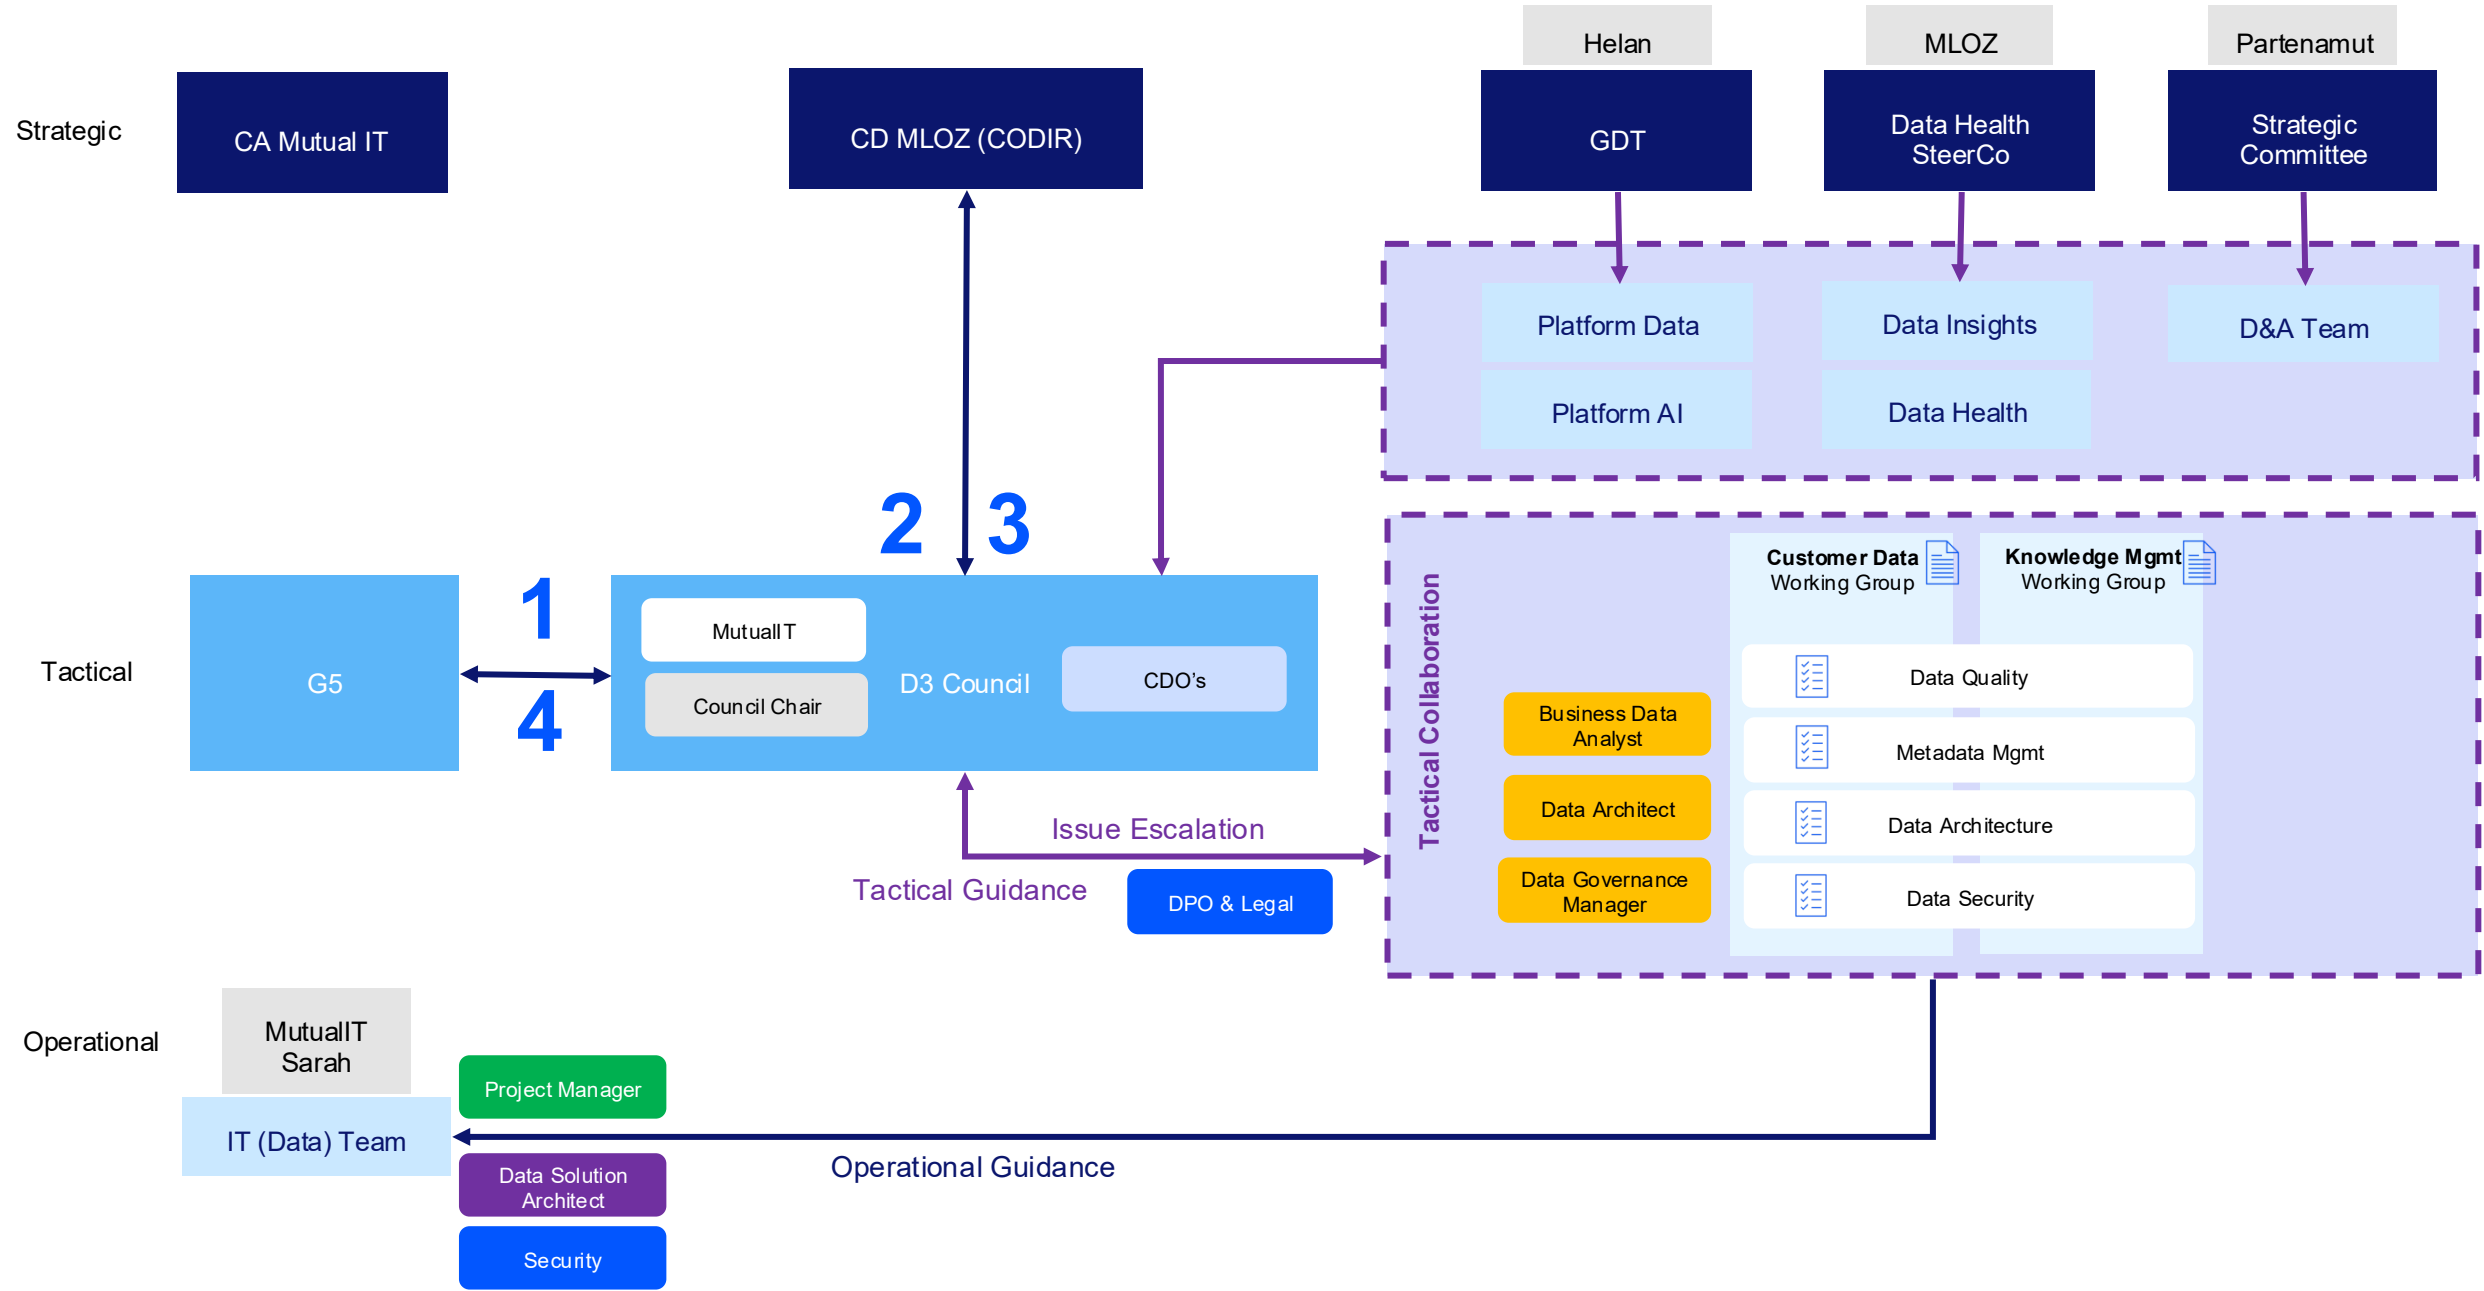 Helan
MLOZ
Partenamut
Strategic
CA Mutual IT
CD MLOZ (CODIR)
GDT
Data Health
SteerCo
Strategic
Committee
Platform Data
Data Insights
D&A Team
Platform AI
Data Health
2
3
1
4
Tactical
G5
MutualIT
Council Chair
D3 Council
CDO's
Tactical Collaboration
Customer Data
Working Group
Knowledge Mgmt
Working Group
Business Data
Analyst
Data Architect
Data Governance
Manager
Data Quality
Metadata Mgmt
Data Architecture
Data Security
Issue Escalation
Tactical Guidance
DPO & Legal
Operational
MutualIT
Sarah
IT (Data) Team
Project Manager
Data Solution
Architect
Security
Operational Guidance